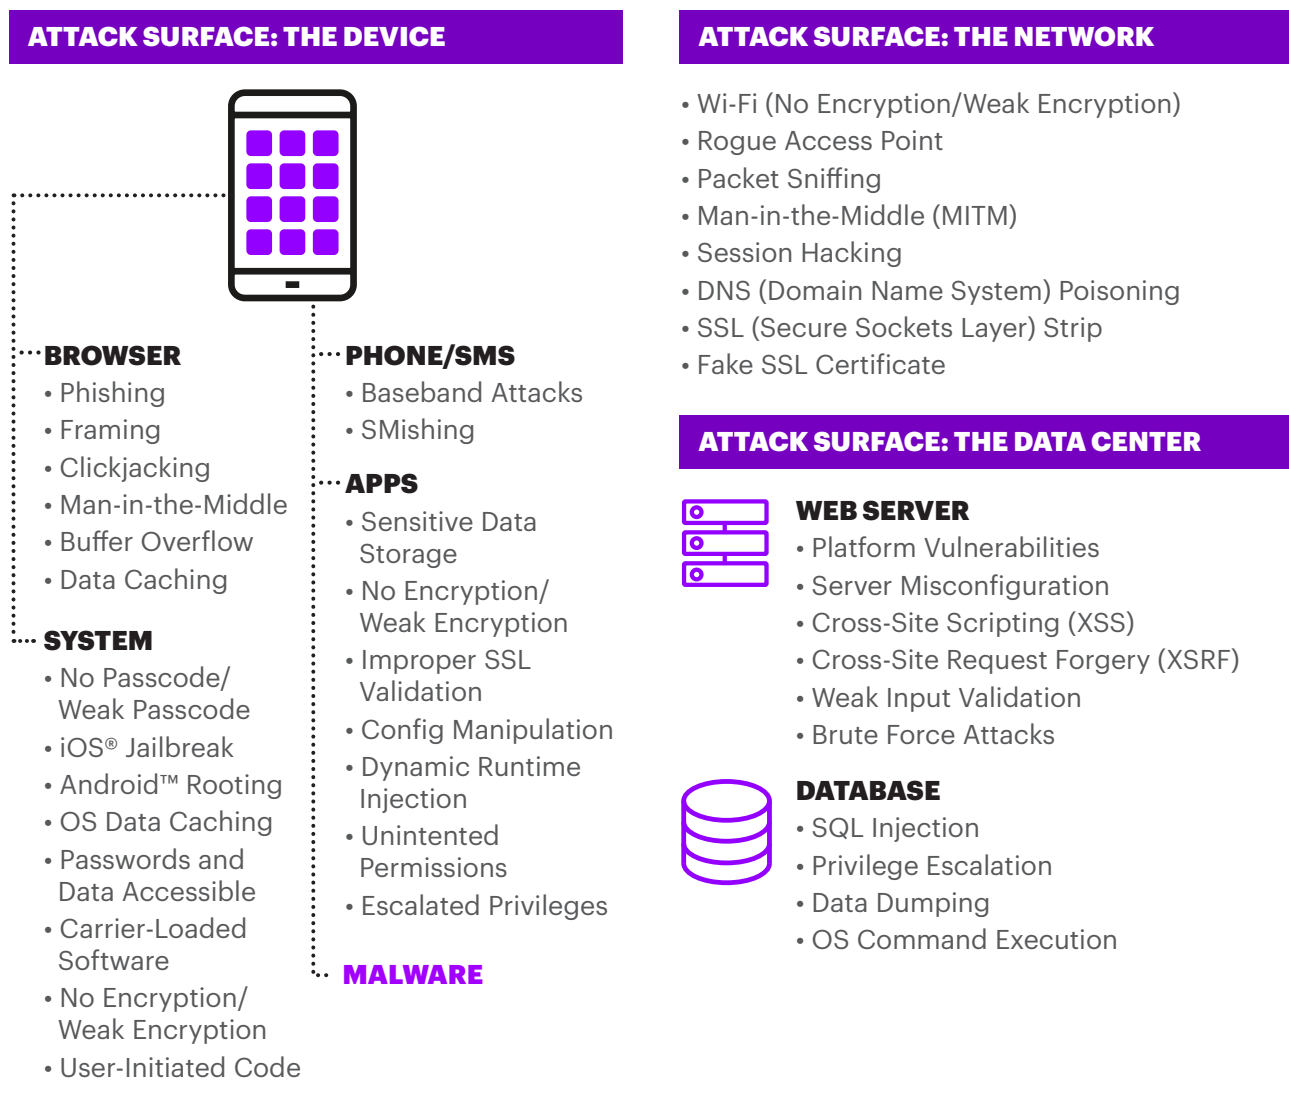 ATTACK SURFACE: THE DEVICE
BROWSER
• Phishing
• Framing
• Clickjacking
• Man-in-the-Middle
• Buffer Overflow
• Data Caching
SYSTEM
• No Passcode/
Weak Passcode
• iOS® Jailbreak
• Android™ Rooting
• OS Data Caching
• Passwords and
Data Accessible
• Carrier-Loaded
Software
• No Encryption/
Weak Encryption
• User-Initiated Code
PHONE/SMS
• Baseband Attacks
• SMishing
APPS
• Sensitive Data
Storage
• No Encryption/
Weak Encryption
• Improper SSL
Validation
• Config Manipulation
• Dynamic Runtime
Injection
• Unintented
Permissions
• Escalated Privileges
MALWARE
ATTACK SURFACE: THE NETWORK
• Wi-Fi (No Encryption/Weak Encryption)
• Rogue Access Point
• Packet Sniffing
• Man-in-the-Middle (MITM)
• Session Hacking
• DNS (Domain Name System) Poisoning
• SSL (Secure Sockets Layer) Strip
• Fake SSL Certificate
ATTACK SURFACE: THE DATA CENTER
WEB SERVER
• Platform Vulnerabilities
• Server Misconfiguration
• Cross-Site Scripting (XSS)
• Cross-Site Request Forgery (XSRF)
• Weak Input Validation
• Brute Force Attacks
DATABASE
• SQL Injection
• Privilege Escalation
• Data Dumping
• OS Command Execution